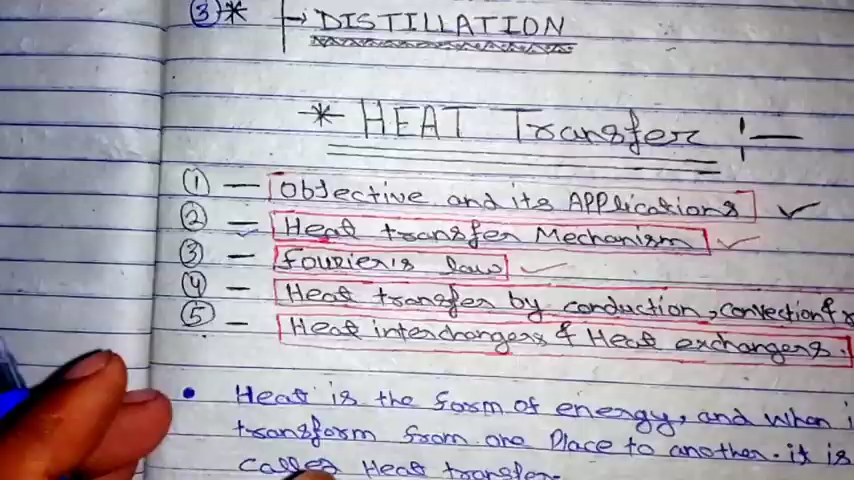 ③* DISTILLATION
* HEAT Transfer :-
① - Objective and its Applications ✓
② - Heat transfer Mechanism ✓
③ - fourier's law ✓
④ - Heat transfer by conduction, convection &
⑤ - Heat interchangers & Heat exchangers.
• Heat is the form of energy, and when i
transform from one Place to another. it is
called Heat transfer.